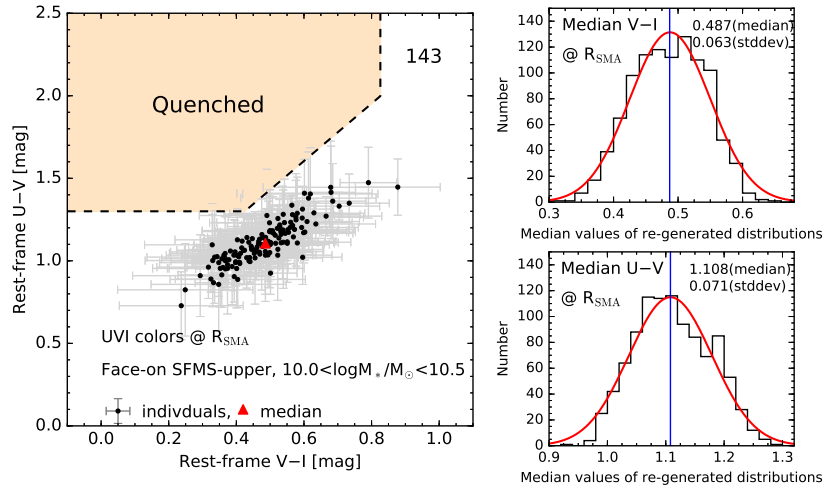 2.5
2.0
1.5
1.0
0.5
0.0
0.0
0.2
0.4
0.6
0.8
1.0
Rest-frame U−V [mag]
Rest-frame V−I [mag]
Quenched
143
UVI colors @ R_SMA
Face-on SFMS-upper, 10.0<logM_*/M_⊙<10.5
indivduals,
median
140
120
100
80
60
40
20
0
0.3
0.4
0.5
0.6
Number
Median V−I
@ R_SMA
0.487(median)
0.063(stddev)
Median values of re-generated distributions
140
120
100
80
60
40
20
0
0.9
1.0
1.1
1.2
1.3
Number
Median U−V
@ R_SMA
1.108(median)
0.071(stddev)
Median values of re-generated distributions